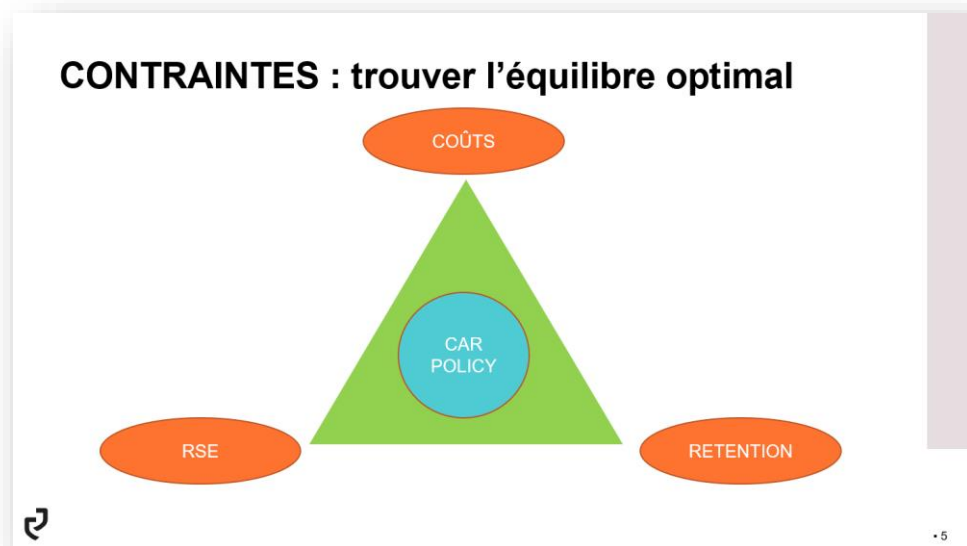 CONTRAINTES : trouver l’équilibre optimal
COÛTS
CAR
POLICY
RSE
RETENTION
• 5